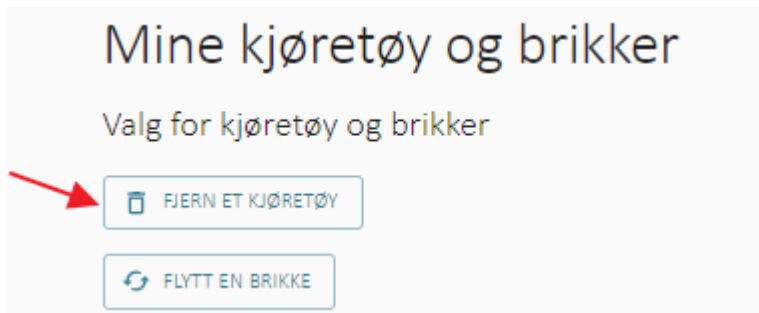 Mine kjøretøy og brikker
Valg for kjøretøy og brikker
FJERN ET KJØRETØY
FLYTT EN BRIKKE